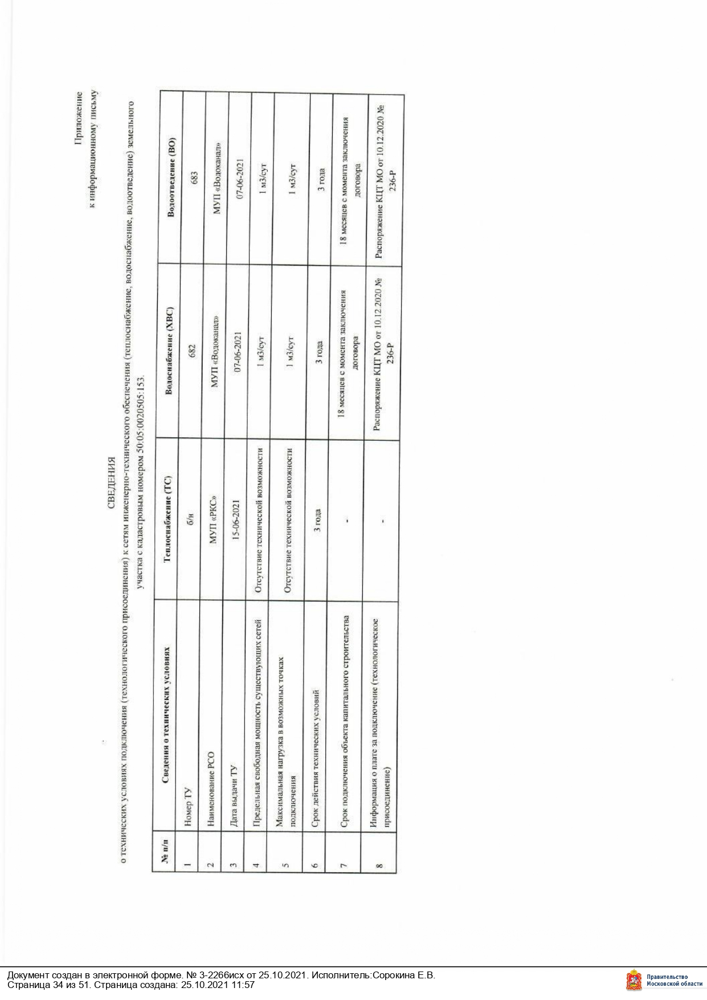 Приложение
к информационному письму
СВЕДЕНИЯ
о технических условиях подключения (технологического присоединения) к сетям инженерно-технического обеспечения (теплоснабжение, водоснабжение, водоотведение) земельного
участка с кадастровым номером 50:05:0020505:153.
№ п/п Сведения о технических условиях Теплоснабжение (ТС) Водоснабжение (ХВС) Водоотведение (ВО)
1 Номер ТУ б/н 682 683
2 Наименование РСО МУП «РКС» МУП «Водоканал» МУП «Водоканал»
3 Дата выдачи ТУ 15-06-2021 07-06-2021 07-06-2021
4 Предельная свободная мощность существующих сетей Отсутствие технической возможности 1 м3/сут 1 м3/сут
5 Максимальная нагрузка в возможных точках
подключения Отсутствие технической возможности 1 м3/сут 1 м3/сут
6 Срок действия технических условий 3 года 3 года 3 года
7 Срок подключения объекта капитального строительства - 18 месяцев с момента заключения
договора 18 месяцев с момента заключения
договора
8 Информация о плате за подключение (технологическое
присоединение) - Распоряжение КЦТ МО от 10.12.2020 №
236-Р Распоряжение КЦТ МО от 10.12.2020 №
236-Р
Документ создан в электронной форме. № 3-2266исх от 25.10.2021. Исполнитель:Сорокина Е.В.
Страница 34 из 51. Страница создана: 25.10.2021 11:57
Правительство
Московской области